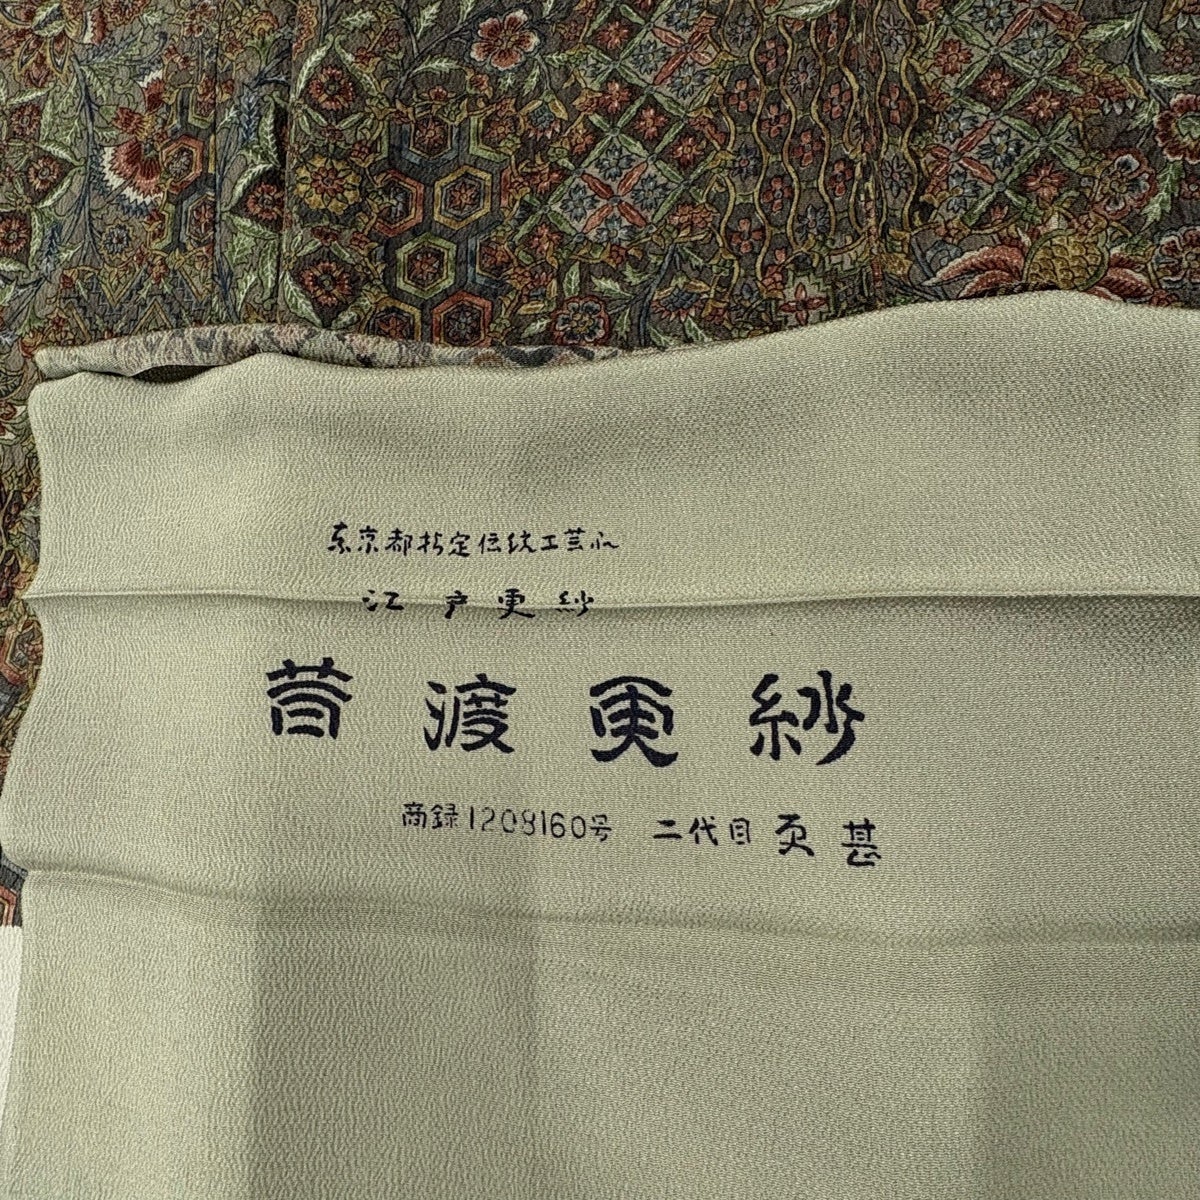 東京都指定伝統工芸品
江戸更紗
昔渡更紗
商録1208160号 二代目 更甚